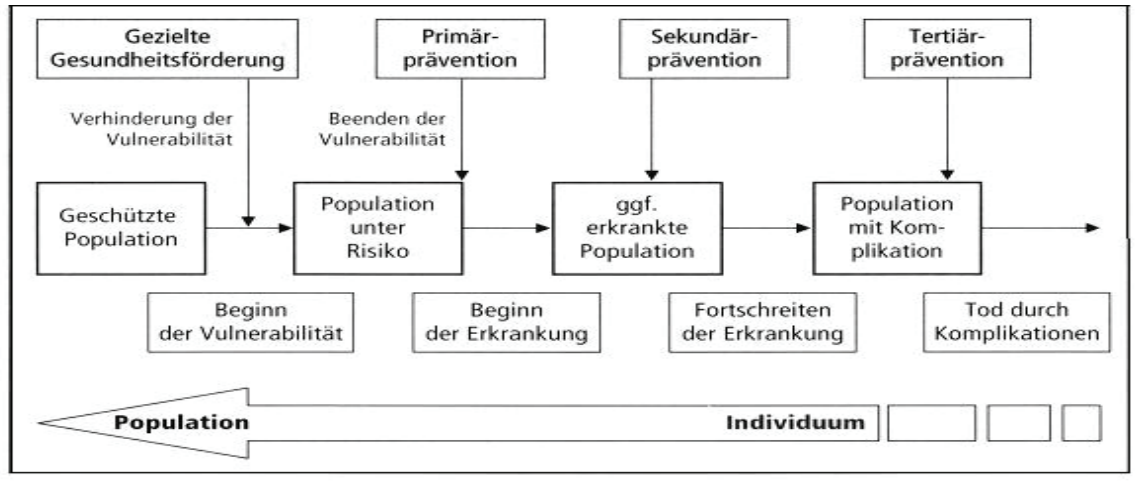 Gezielte
Gesundheitsförderung
Primär-
prävention
Sekundär-
prävention
Tertiär-
prävention
Verhinderung der
Vulnerabilität
Beenden der
Vulnerabilität
Geschützte
Population
Population
unter
Risiko
ggf.
erkrankte
Population
Population
mit Kom-
plikation
Beginn
der Vulnerabilität
Beginn
der Erkrankung
Fortschreiten
der Erkrankung
Tod durch
Komplikationen
Population
Individuum